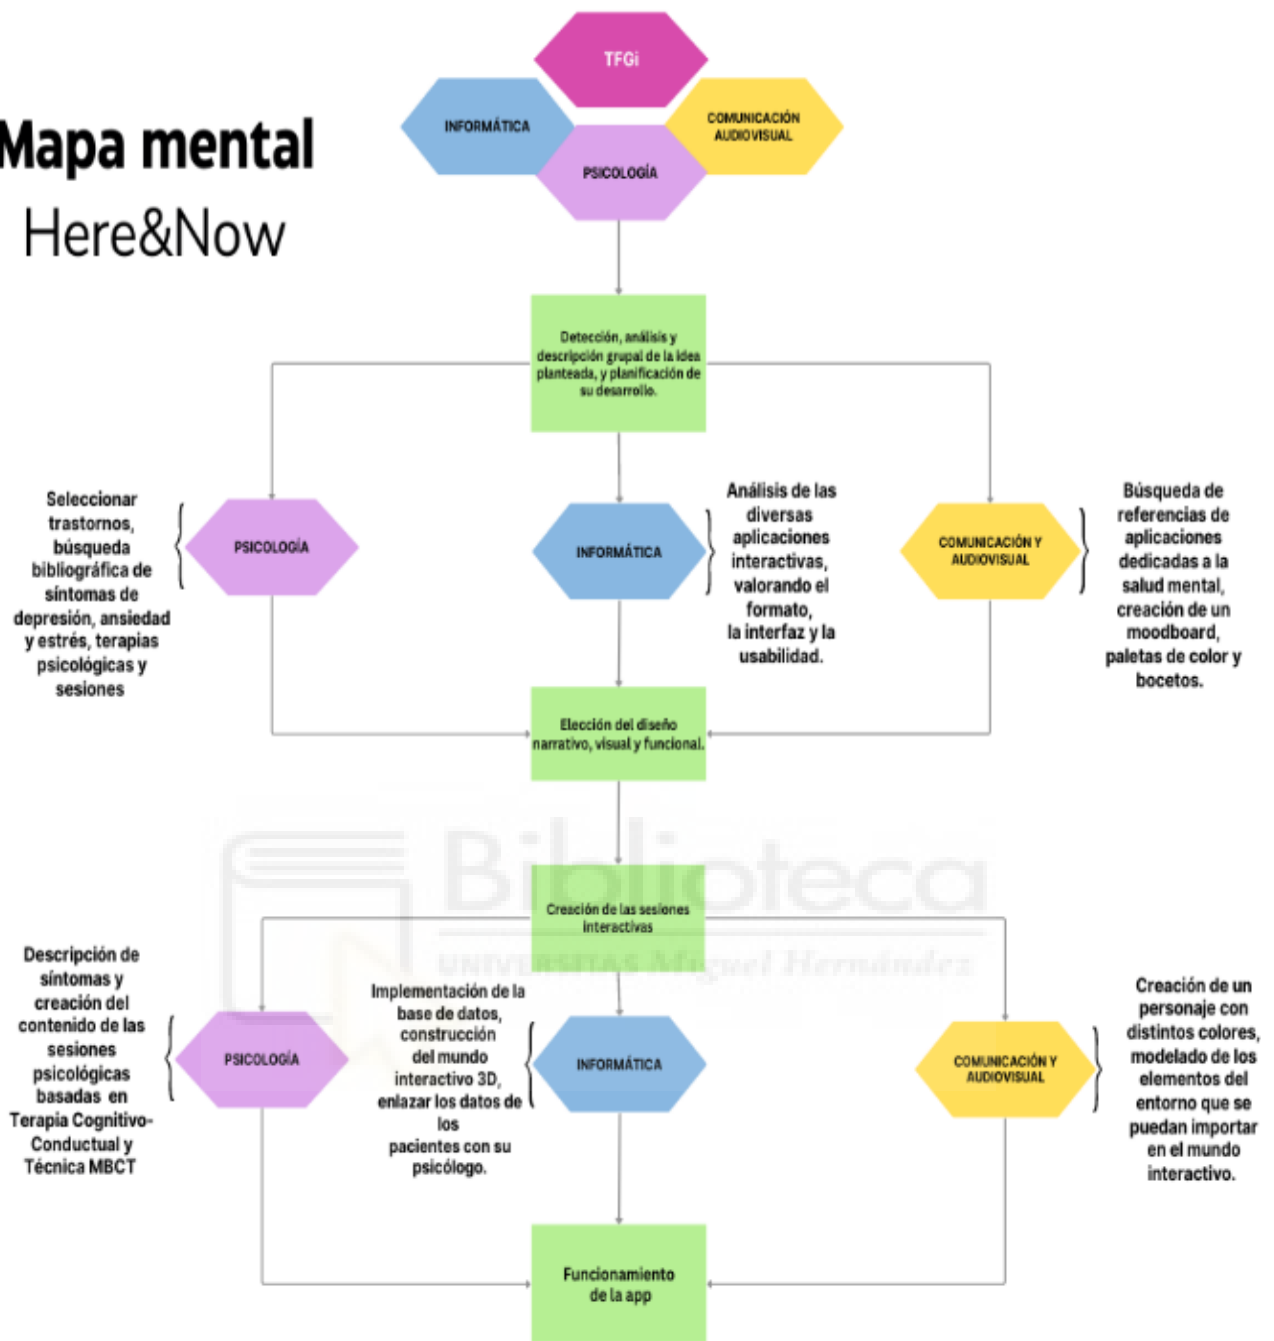 TFGi
INFORMÁTICA
COMUNICACIÓN
AUDIOVISUAL
PSICOLOGÍA
Mapa mental
Here&Now
Detección, análisis y
descripción grupal de la idea
planteada, y planificación de
su desarrollo.
Seleccionar
trastornos,
búsqueda
bibliográfica de
síntomas de
depresión, ansiedad
y estrés, terapias
psicológicas y
sesiones
PSICOLOGÍA
INFORMÁTICA
Análisis de las
diversas
aplicaciones
interactivas,
valorando el
formato,
la interfaz y la
usabilidad.
COMUNICACIÓN Y
AUDIOVISUAL
Búsqueda de
referencias de
aplicaciones
dedicadas a la
salud mental,
creación de un
moodboard,
paletas de color y
bocetos.
Elección del diseño
narrativo, visual y funcional.
Biblioteca
UNIVERSITAS Miguel Hernández
Creación de las sesiones
interactivas
Descripción de
síntomas y
creación del
contenido de las
sesiones
psicológicas
basadas en
Terapia Cognitivo-
Conductual y
Técnica MBCT
PSICOLOGÍA
Implementación de la
base de datos,
construcción
del mundo
interactivo 3D,
enlazar los datos de
los
pacientes con su
psicólogo.
INFORMÁTICA
COMUNICACIÓN Y
AUDIOVISUAL
Creación de un
personaje con
distintos colores,
modelado de los
elementos del
entorno que se
puedan importar
en el mundo
interactivo.
Funcionamiento
de la app